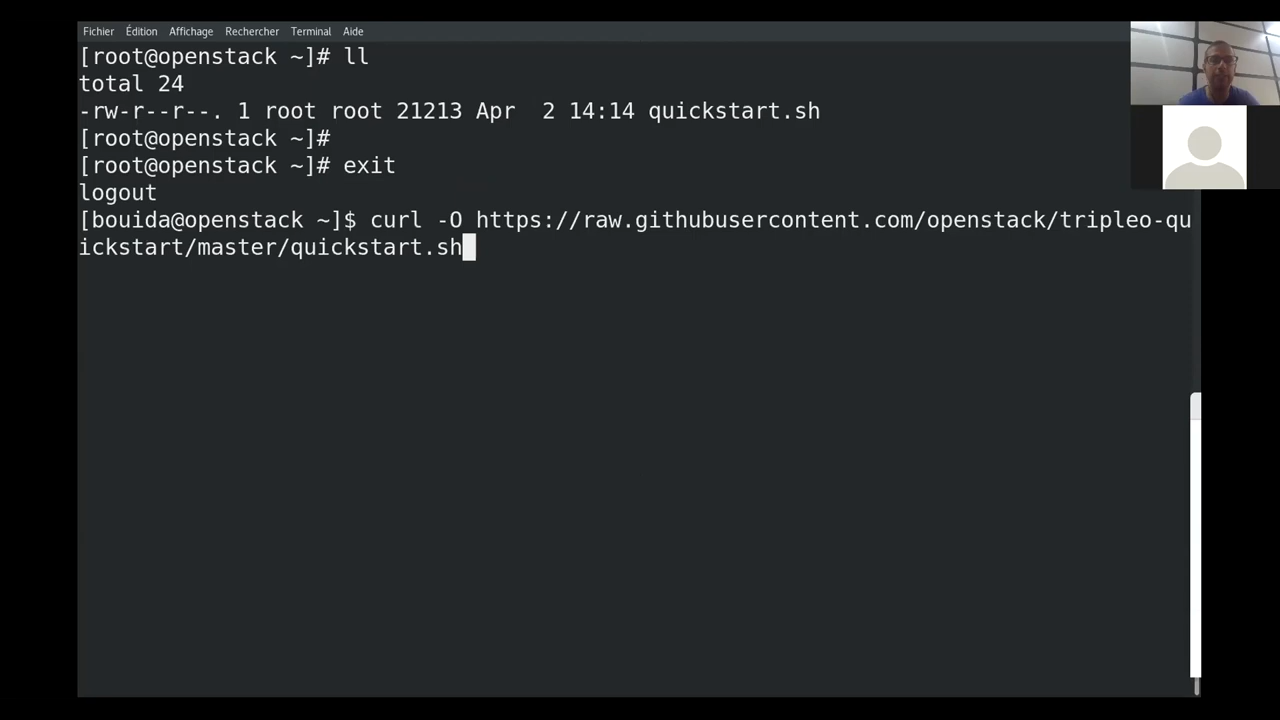 Fichier Édition Affichage Rechercher Terminal Aide
[root@openstack ~]# ll
total 24
-rw-r--r--. 1 root root 21213 Apr  2 14:14 quickstart.sh
[root@openstack ~]#
[root@openstack ~]# exit
logout
[bouida@openstack ~]$ curl -O https://raw.githubusercontent.com/openstack/tripleo-qu
ickstart/master/quickstart.sh